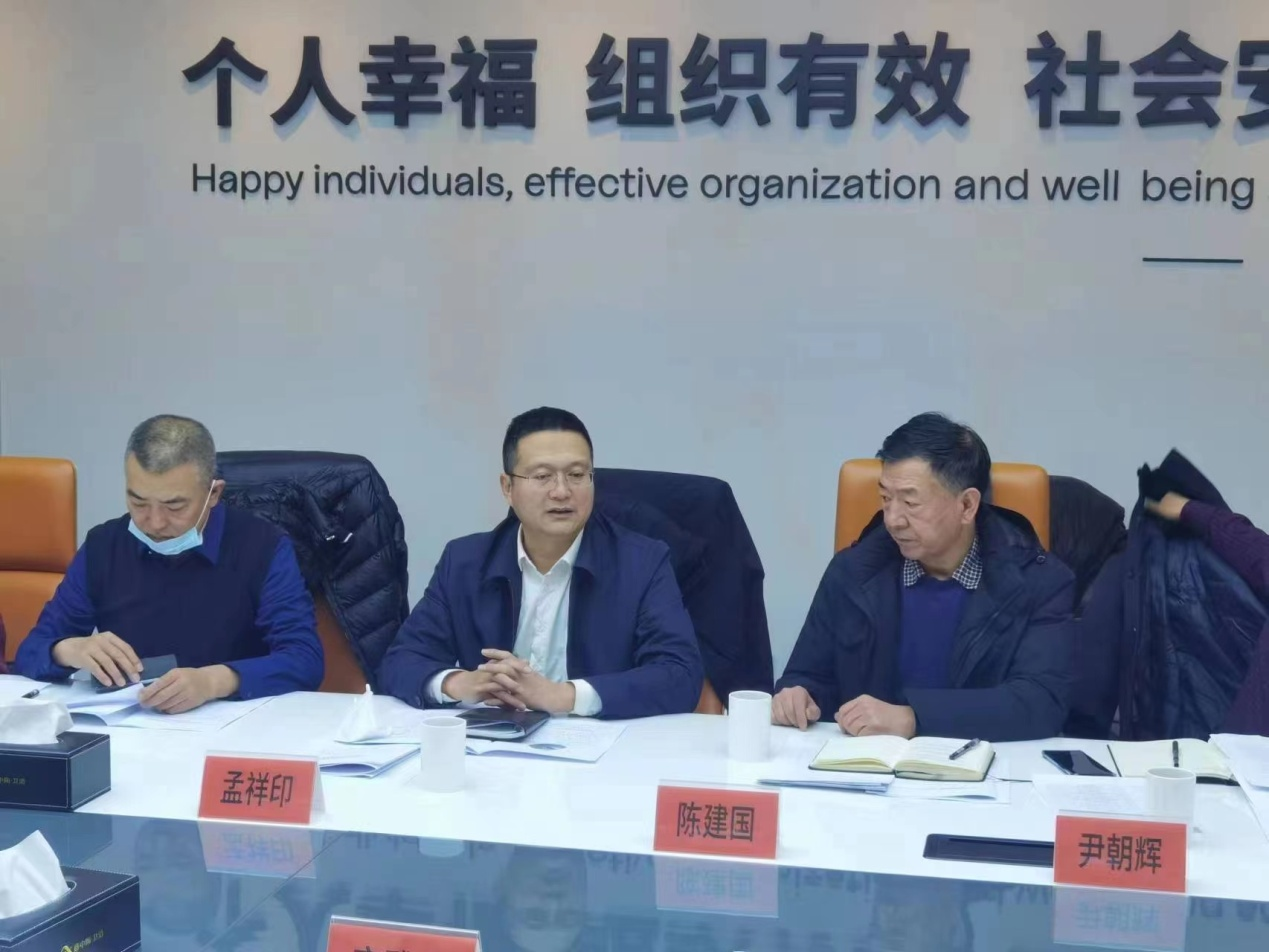 个人幸福 组织有效 社会安
Happy individuals, effective organization and well being
孟祥印
陈建国
尹朝辉